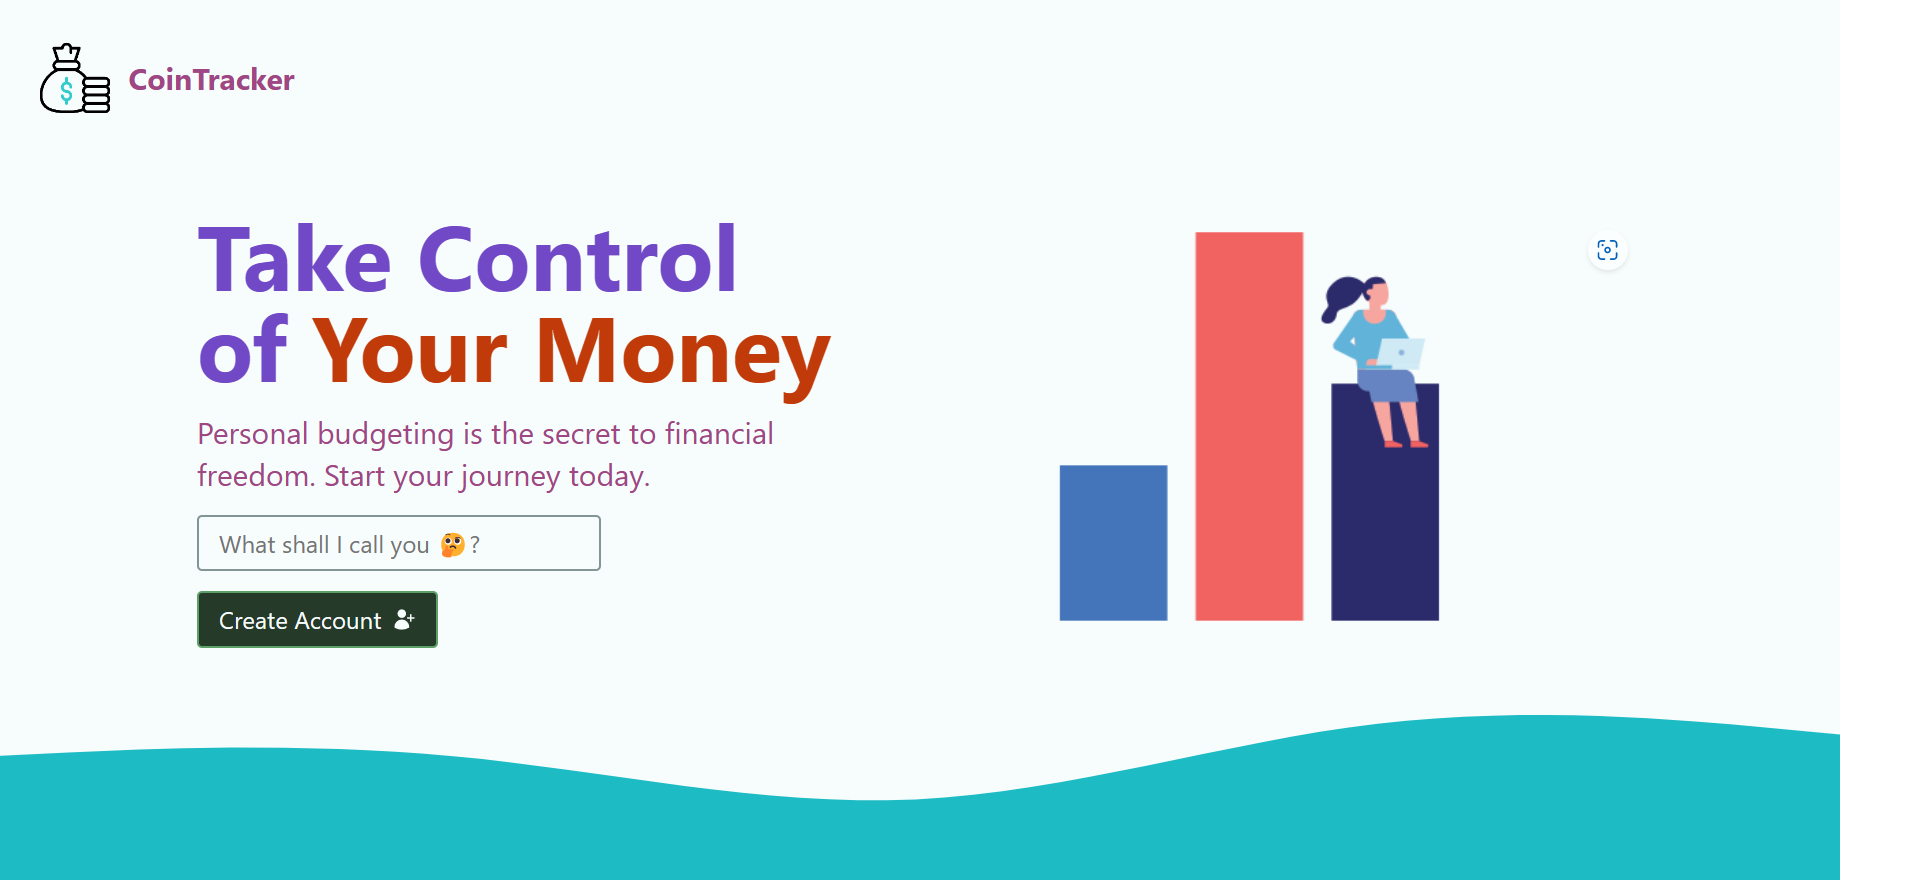 $
CoinTracker
Take Control
of Your Money
Personal budgeting is the secret to financial
freedom. Start your journey today.
What shall I call you 🤔?
Create Account